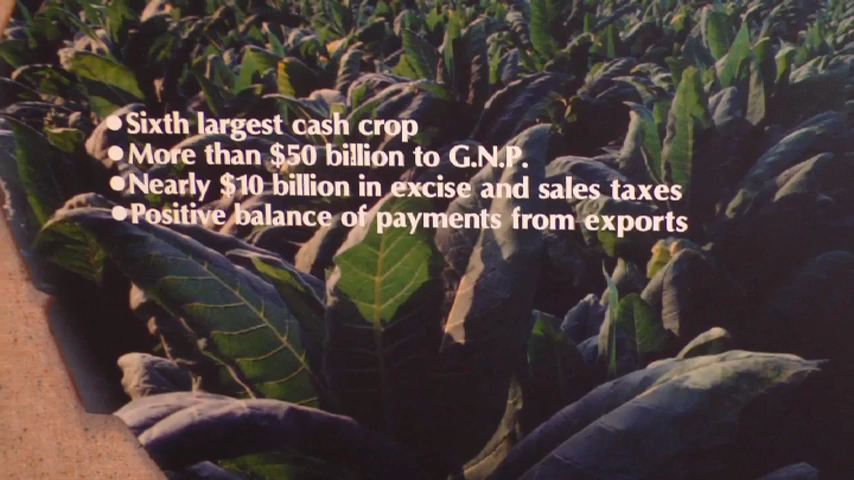 ●Sixth largest cash crop
●More than $50 billion to G.N.P.
●Nearly $10 billion in excise and sales taxes
●Positive balance of payments from exports